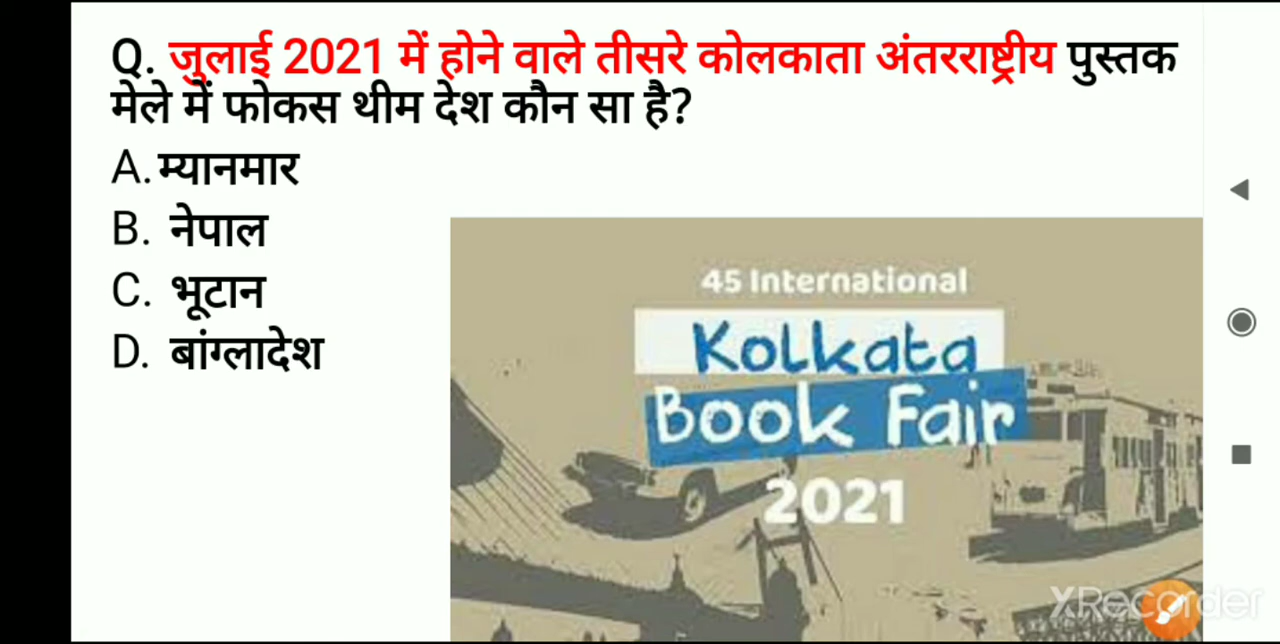 Q. जुलाई 2021 में होने वाले तीसरे कोलकाता अंतरराष्ट्रीय पुस्तक
मेले में फोकस थीम देश कौन सा है?
A. म्यानमार
B. नेपाल
C. भूटान
D. बांग्लादेश
45 International
Kolkata
Book Fair
2021
XRecorder